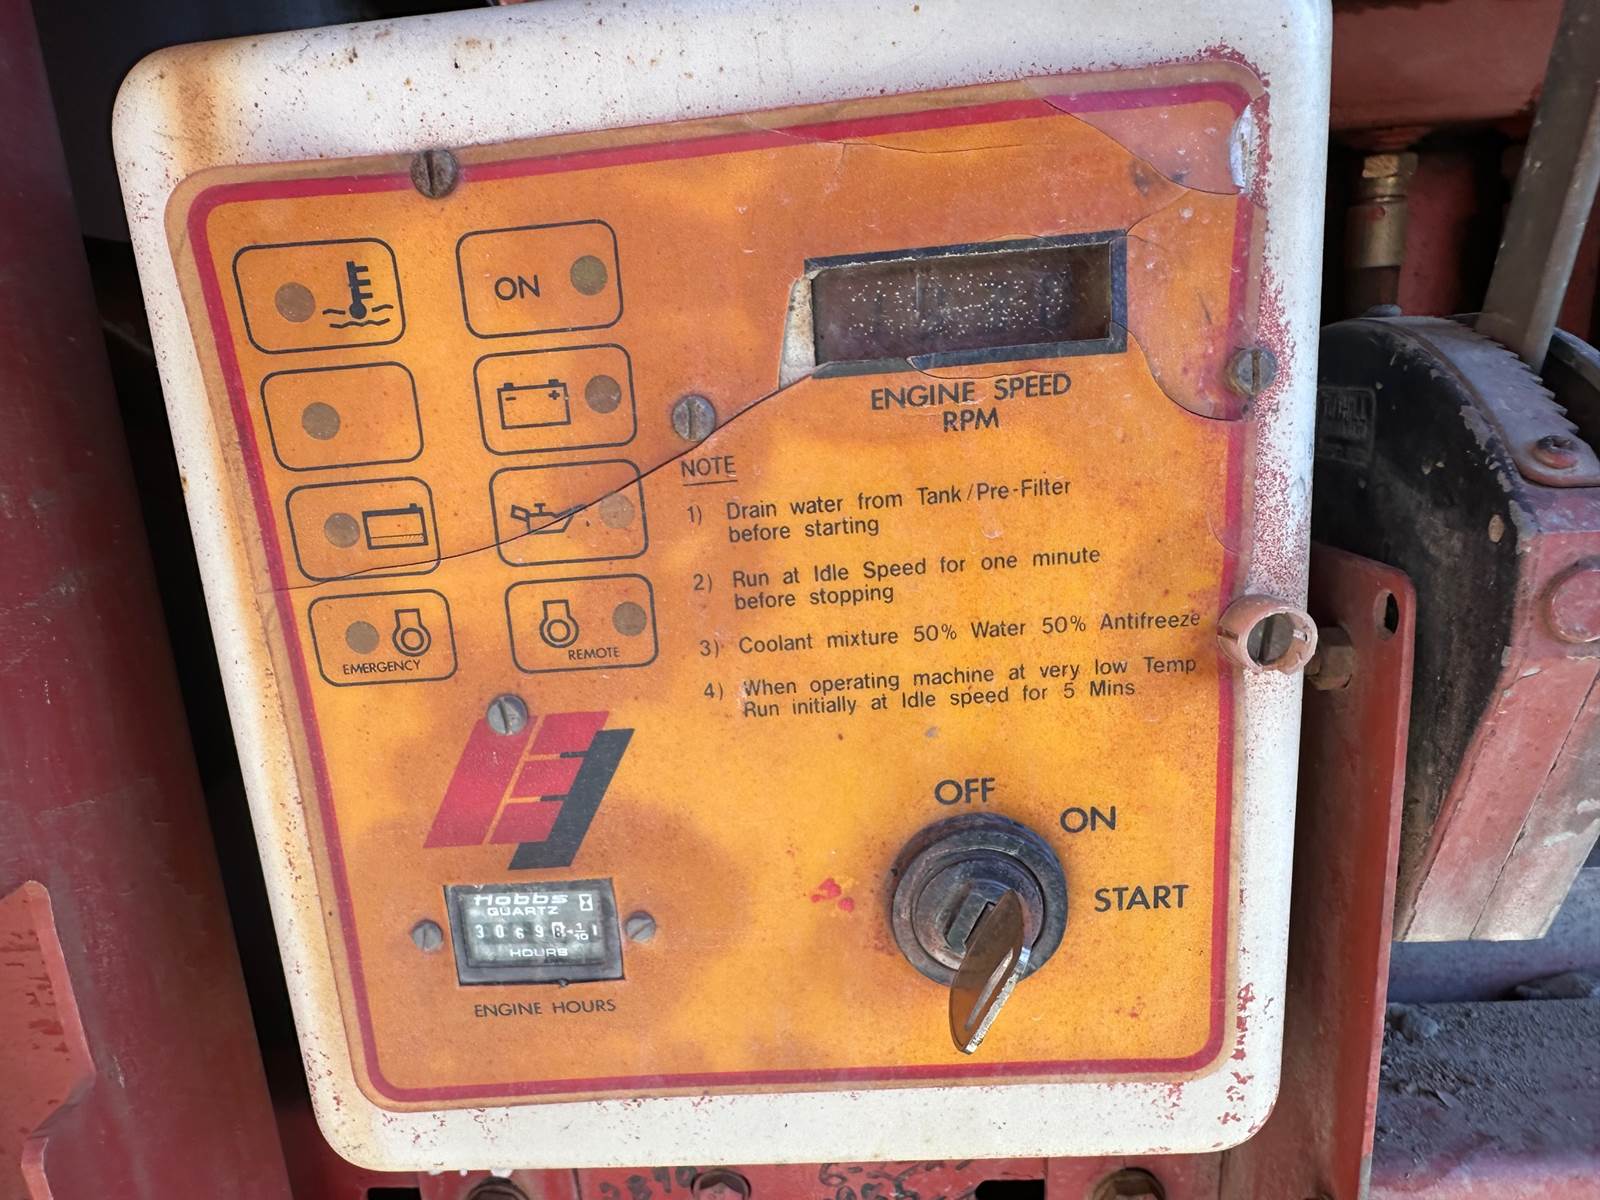 ON
- +
EMERGENCY
REMOTE
ENGINE SPEED
RPM
NOTE
1) Drain water from Tank/Pre-Filter
before starting
2) Run at Idle Speed for one minute
before stopping
3) Coolant mixture 50% Water 50% Antifreeze
4) When operating machine at very low Temp
Run initially at Idle speed for 5 Mins
Hobbs
QUARTZ
3069
1/10
HOURS
ENGINE HOURS
OFF
ON
START